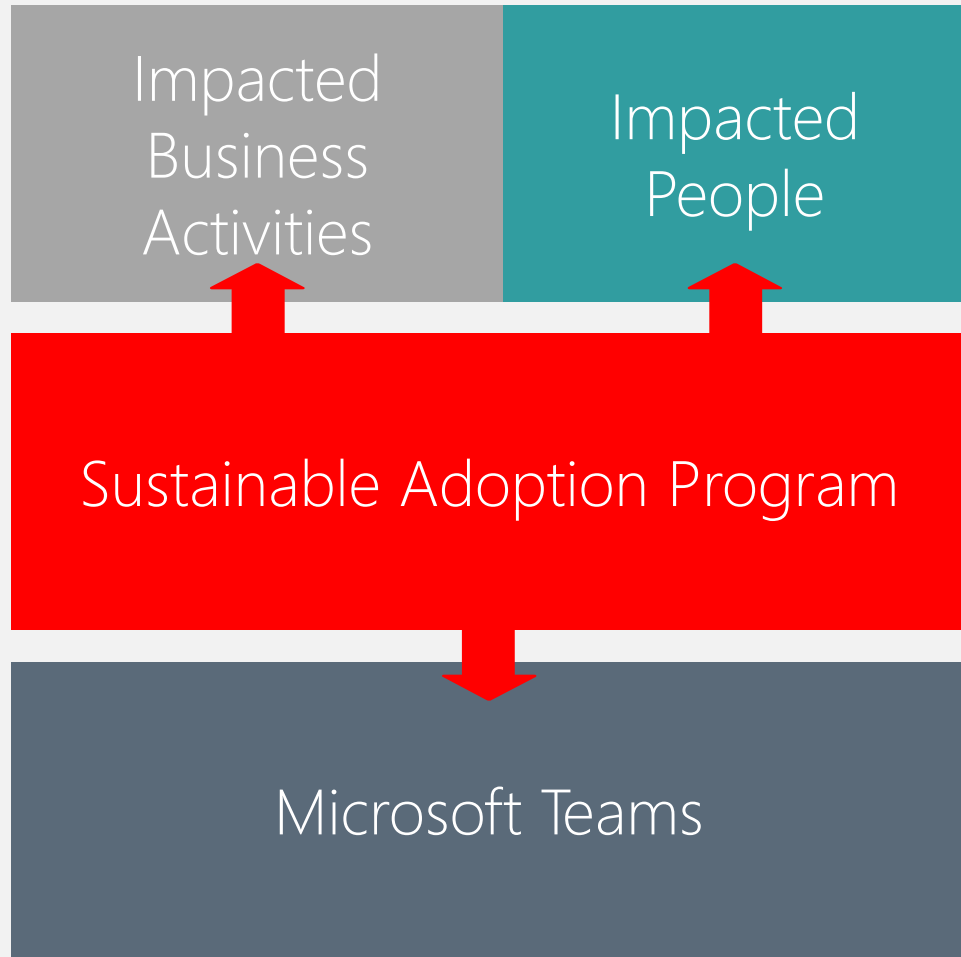 Impacted
Business
Activities
Impacted
People
Sustainable Adoption Program
Microsoft Teams